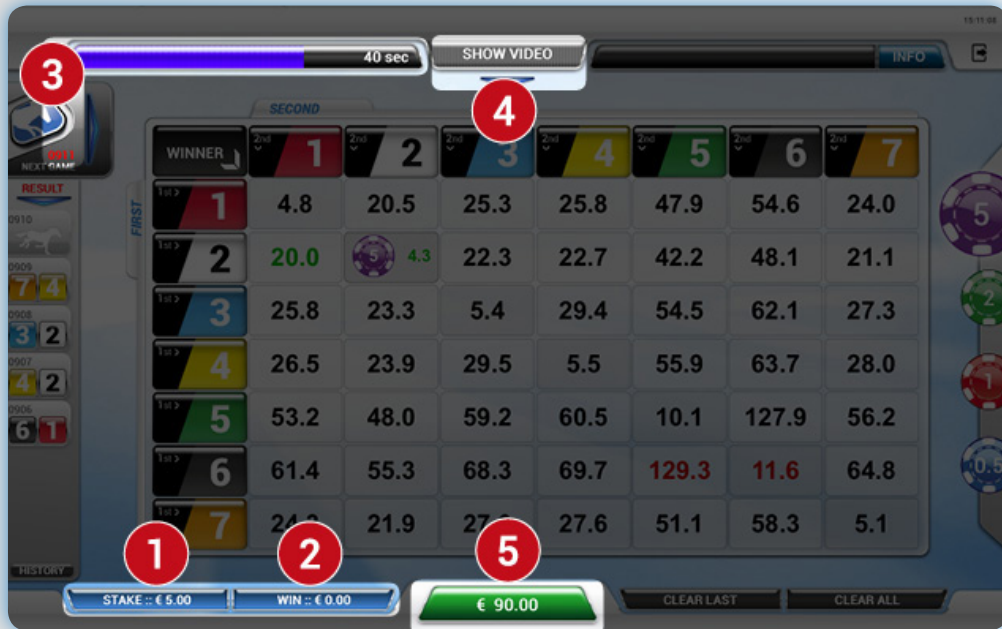 15:11:08
3
40 sec
SHOW VIDEO
INFO
4
SECOND
0011
NEXT GAME
WINNER
2nd 1
2nd 2
2nd 3
2nd 4
2nd 5
2nd 6
2nd 7
RESULT
FIRST
1st > 1 4.8 20.5 25.3 25.8 47.9 54.6 24.0
5
0910
1st > 2 20.0 5 4.3 22.3 22.7 42.2 48.1 21.1
0909
7 4
1st > 3 25.8 23.3 5.4 29.4 54.5 62.1 27.3
2
0908
3 2
1st > 4 26.5 23.9 29.5 5.5 55.9 63.7 28.0
1
0907
4 2
1st > 5 53.2 48.0 59.2 60.5 10.1 127.9 56.2
0906
6 1
1st > 6 61.4 55.3 68.3 69.7 129.3 11.6 64.8
0.5
1st > 7 21.9 27.6 51.1 58.3 5.1
1
2
5
HISTORY
STAKE :: € 5.00
WIN :: € 0.00
€ 90.00
CLEAR LAST
CLEAR ALL